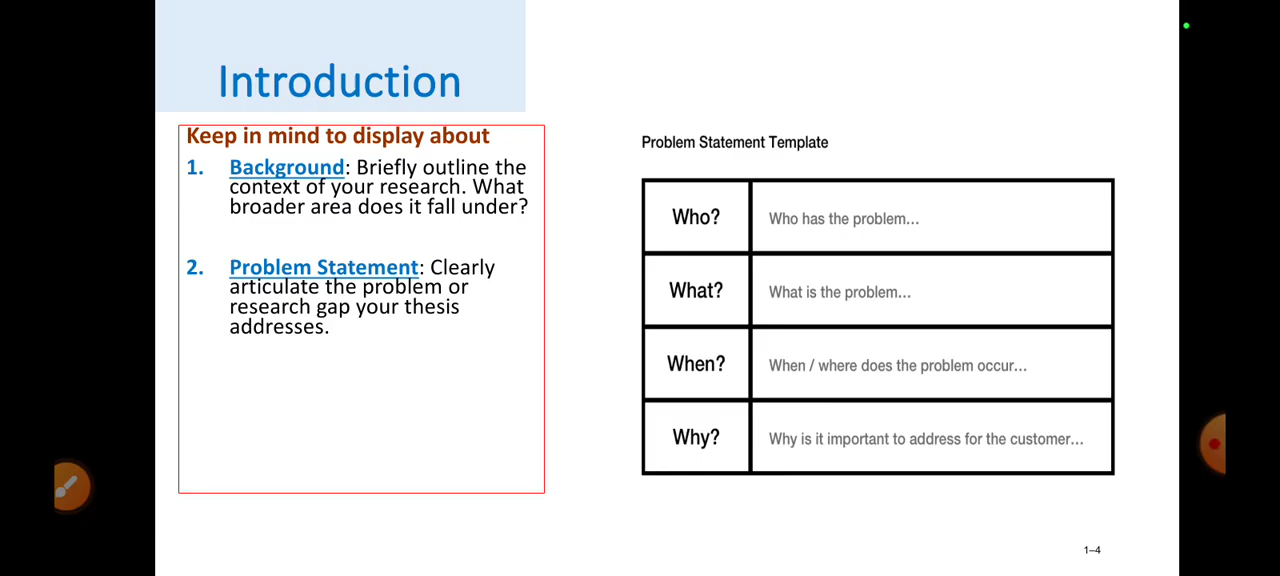 Introduction
Keep in mind to display about
1. Background: Briefly outline the
context of your research. What
broader area does it fall under?
2. Problem Statement: Clearly
articulate the problem or
research gap your thesis
addresses.
Problem Statement Template
Who? Who has the problem...
What? What is the problem...
When? When / where does the problem occur...
Why? Why is it important to address for the customer...
1–4